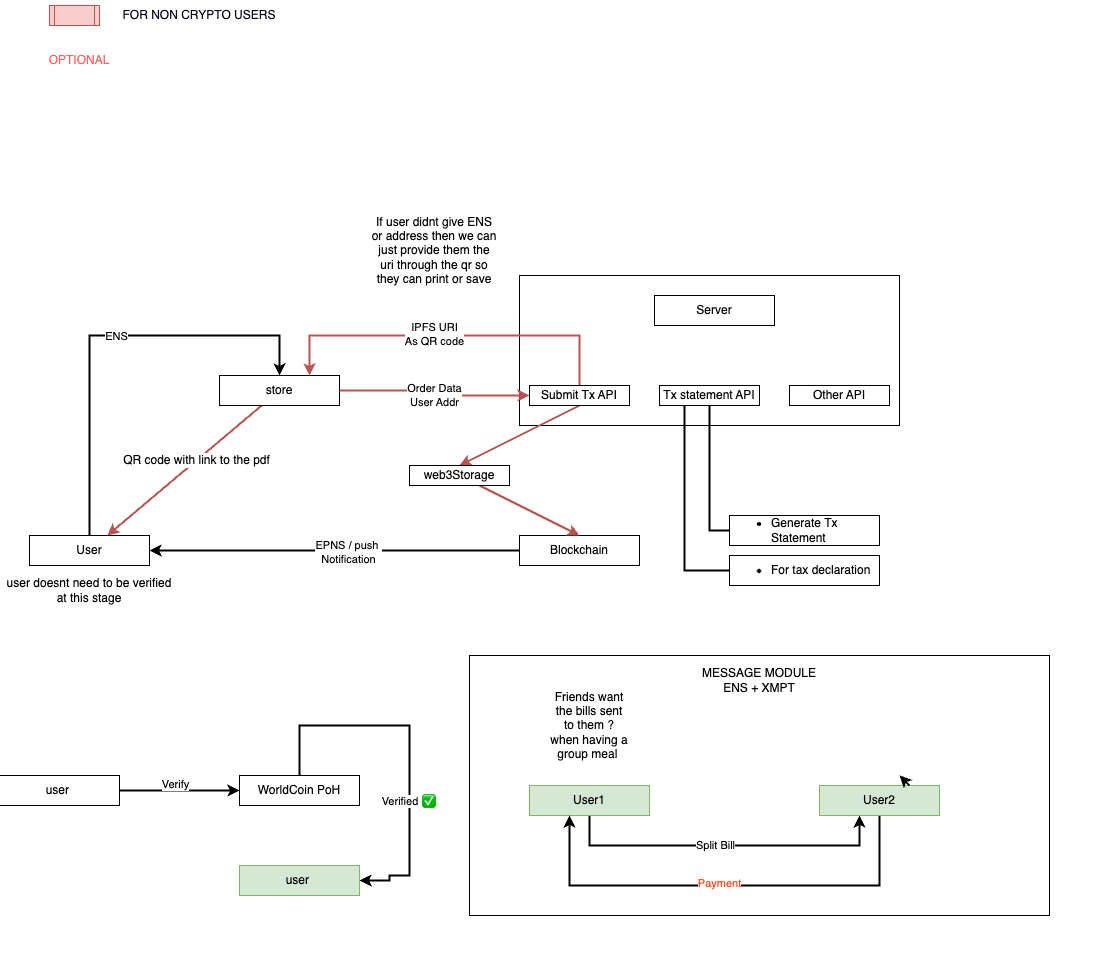 FOR NON CRYPTO USERS
OPTIONAL
If user didnt give ENS
or address then we can
just provide them the
uri through the qr so
they can print or save
Server
ENS
IPFS URI
As QR code
store
Order Data
User Addr
Submit Tx API
Tx statement API
Other API
QR code with link to the pdf
web3Storage
• Generate Tx
Statement
User
EPNS / push
Notification
Blockchain
• For tax declaration
user doesnt need to be verified
at this stage
MESSAGE MODULE
ENS + XMPT
Friends want
the bills sent
to them ?
when having a
group meal
user
Verify
WorldCoin PoH
Verified ✅
User1
User2
Split Bill
user
Payment